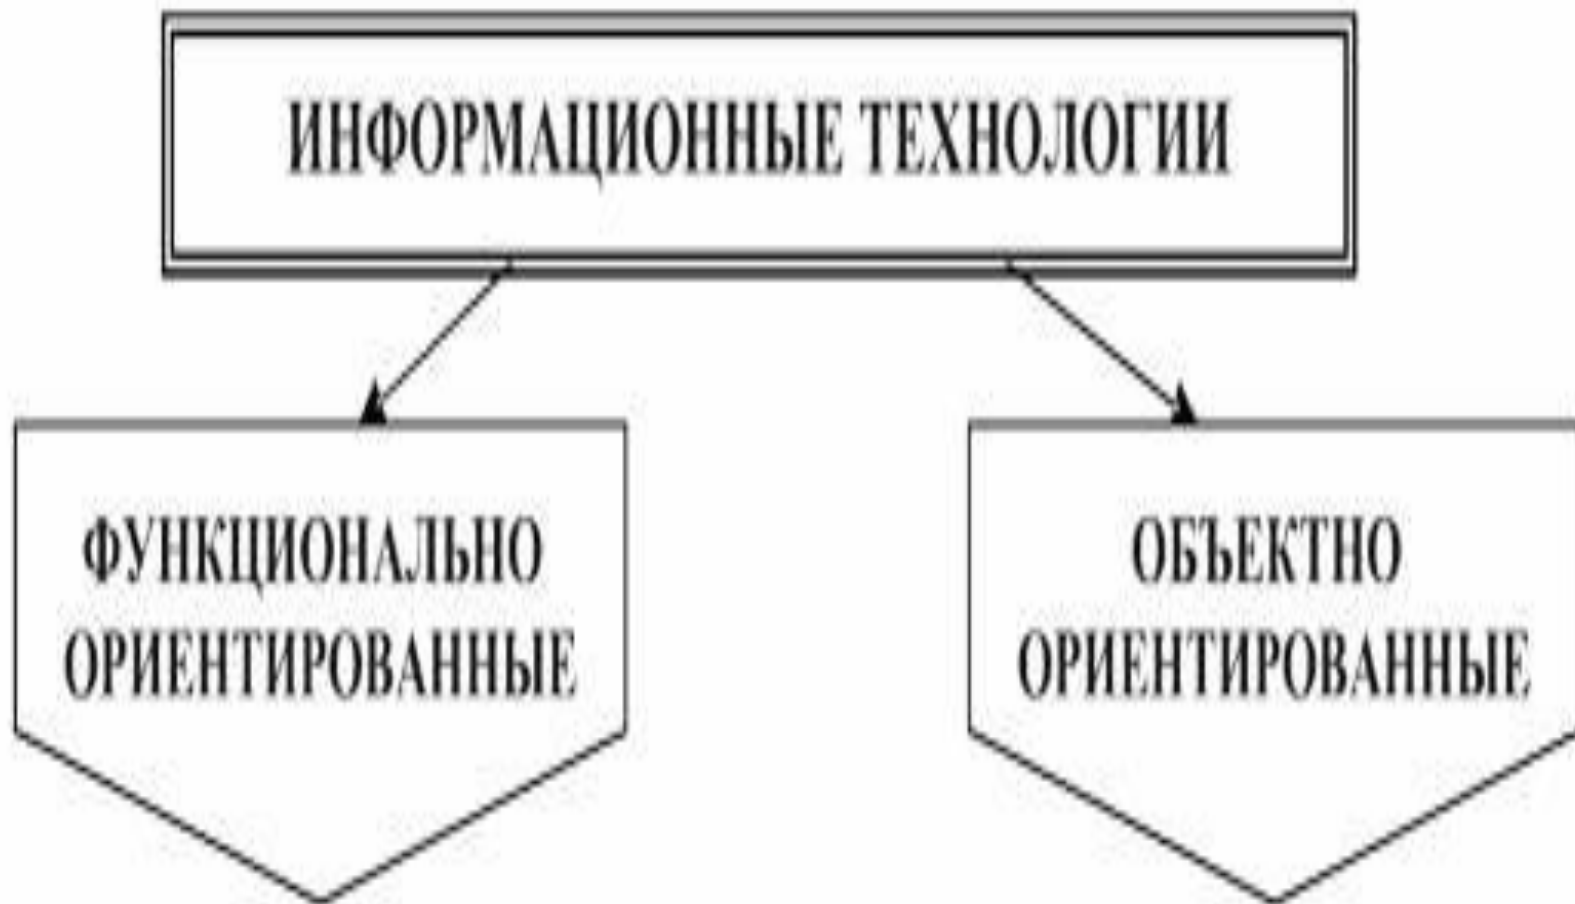 ИНФОРМАЦИОННЫЕ ТЕХНОЛОГИИ
ФУНКЦИОНАЛЬНО
ОРИЕНТИРОВАННЫЕ
ОБЪЕКТНО
ОРИЕНТИРОВАННЫЕ